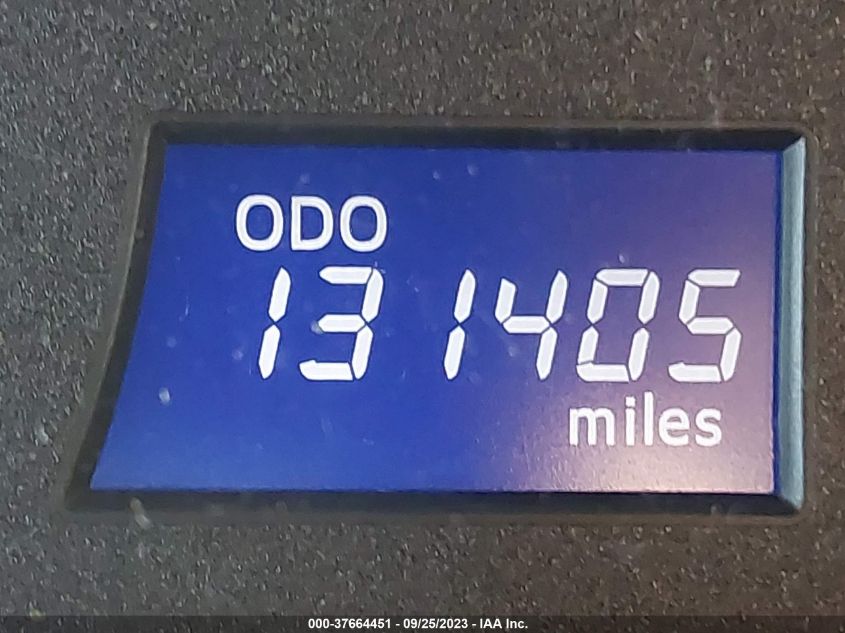 ODO
131405
miles
000-37664451 - 09/25/2023 - IAA Inc.